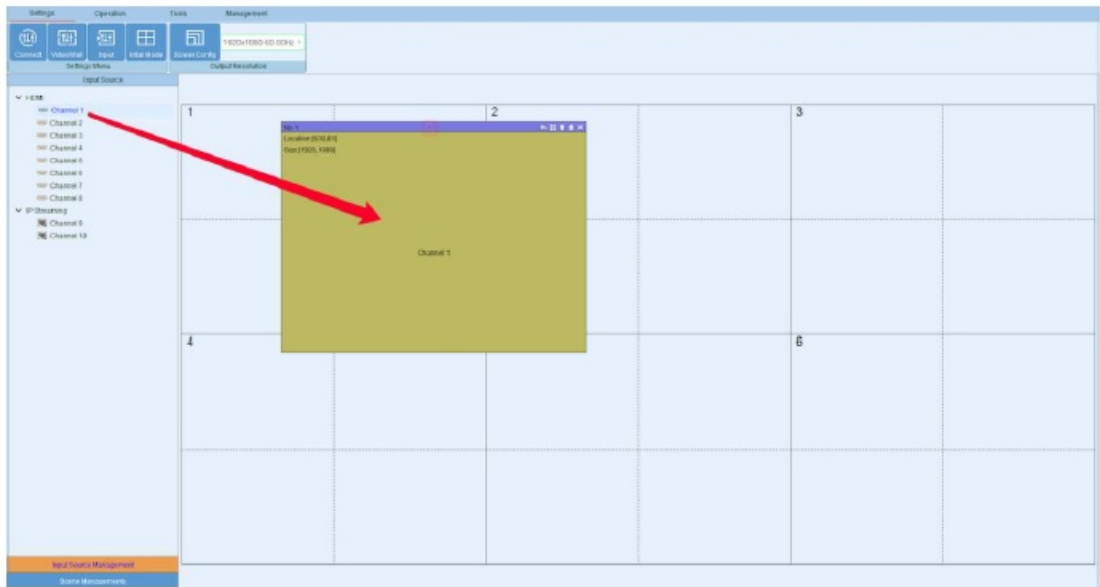 Settings Operation Tools Management
Connect VideoWall Input Initial Mode Screen Config 1920x1080-60.00Hz
Settings Menu Output Resolution
Input Source
HDMI
Channel 1
Channel 2
Channel 3
Channel 4
Channel 5
Channel 6
Channel 7
Channel 8
IP Streaming
Channel 9
Channel 10
1 2 3
No. 1
Size:[1920, 1080]
Channel 1
4 6
Input Source Management
Scene Managements